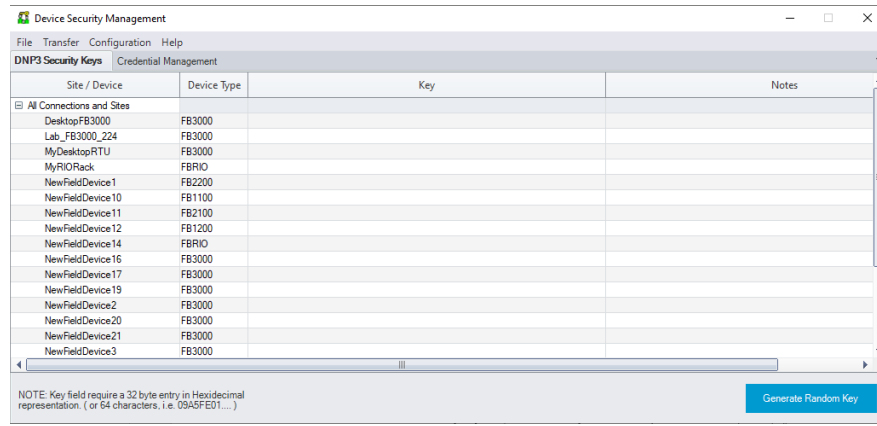 Device Security Management
File Transfer Configuration Help
DNP3 Security Keys Credential Management
Site / Device Device Type Key Notes
All Connections and Sites
DesktopFB3000 FB3000
Lab_FB3000_224 FB3000
MyDesktopRTU FB3000
MyRIORack FBRIO
NewFieldDevice1 FB2200
NewFieldDevice10 FB1100
NewFieldDevice11 FB2100
NewFieldDevice12 FB1200
NewFieldDevice14 FBRIO
NewFieldDevice16 FB3000
NewFieldDevice17 FB3000
NewFieldDevice19 FB3000
NewFieldDevice2 FB3000
NewFieldDevice20 FB3000
NewFieldDevice21 FB3000
NewFieldDevice3 FB3000
NOTE: Key field require a 32 byte entry in Hexidecimal
representation. ( or 64 characters, i.e. 09A5FE01.... )
Generate Random Key